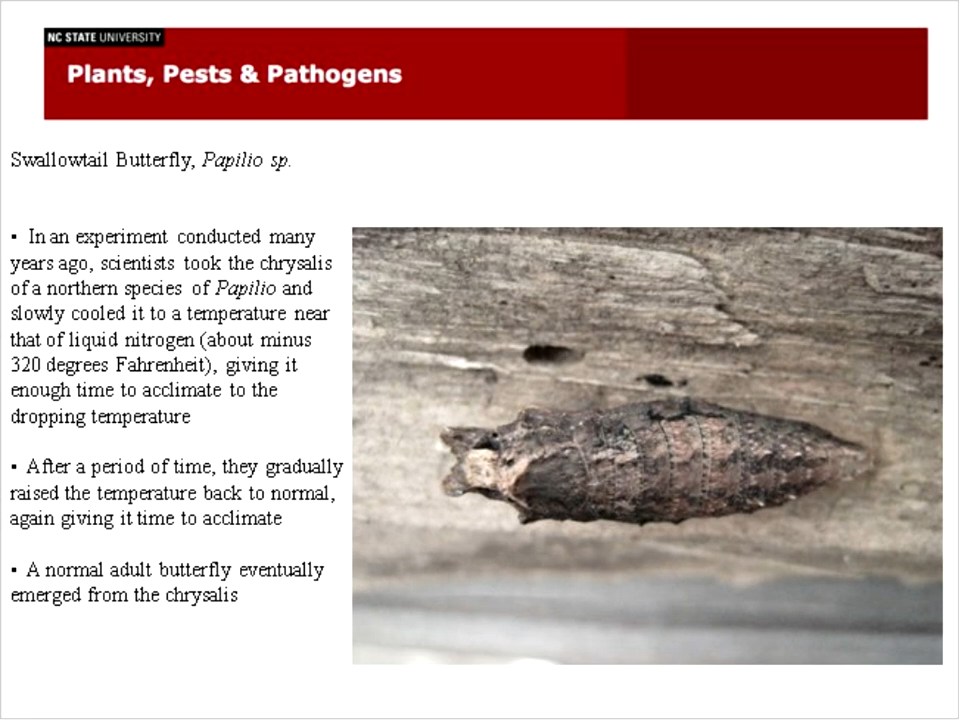 NC STATE UNIVERSITY
Plants, Pests & Pathogens
Swallowtail Butterfly, Papilio sp.
▪ In an experiment conducted many
years ago, scientists took the chrysalis
of a northern species of Papilio and
slowly cooled it to a temperature near
that of liquid nitrogen (about minus
320 degrees Fahrenheit), giving it
enough time to acclimate to the
dropping temperature
▪ After a period of time, they gradually
raised the temperature back to normal,
again giving it time to acclimate
▪ A normal adult butterfly eventually
emerged from the chrysalis